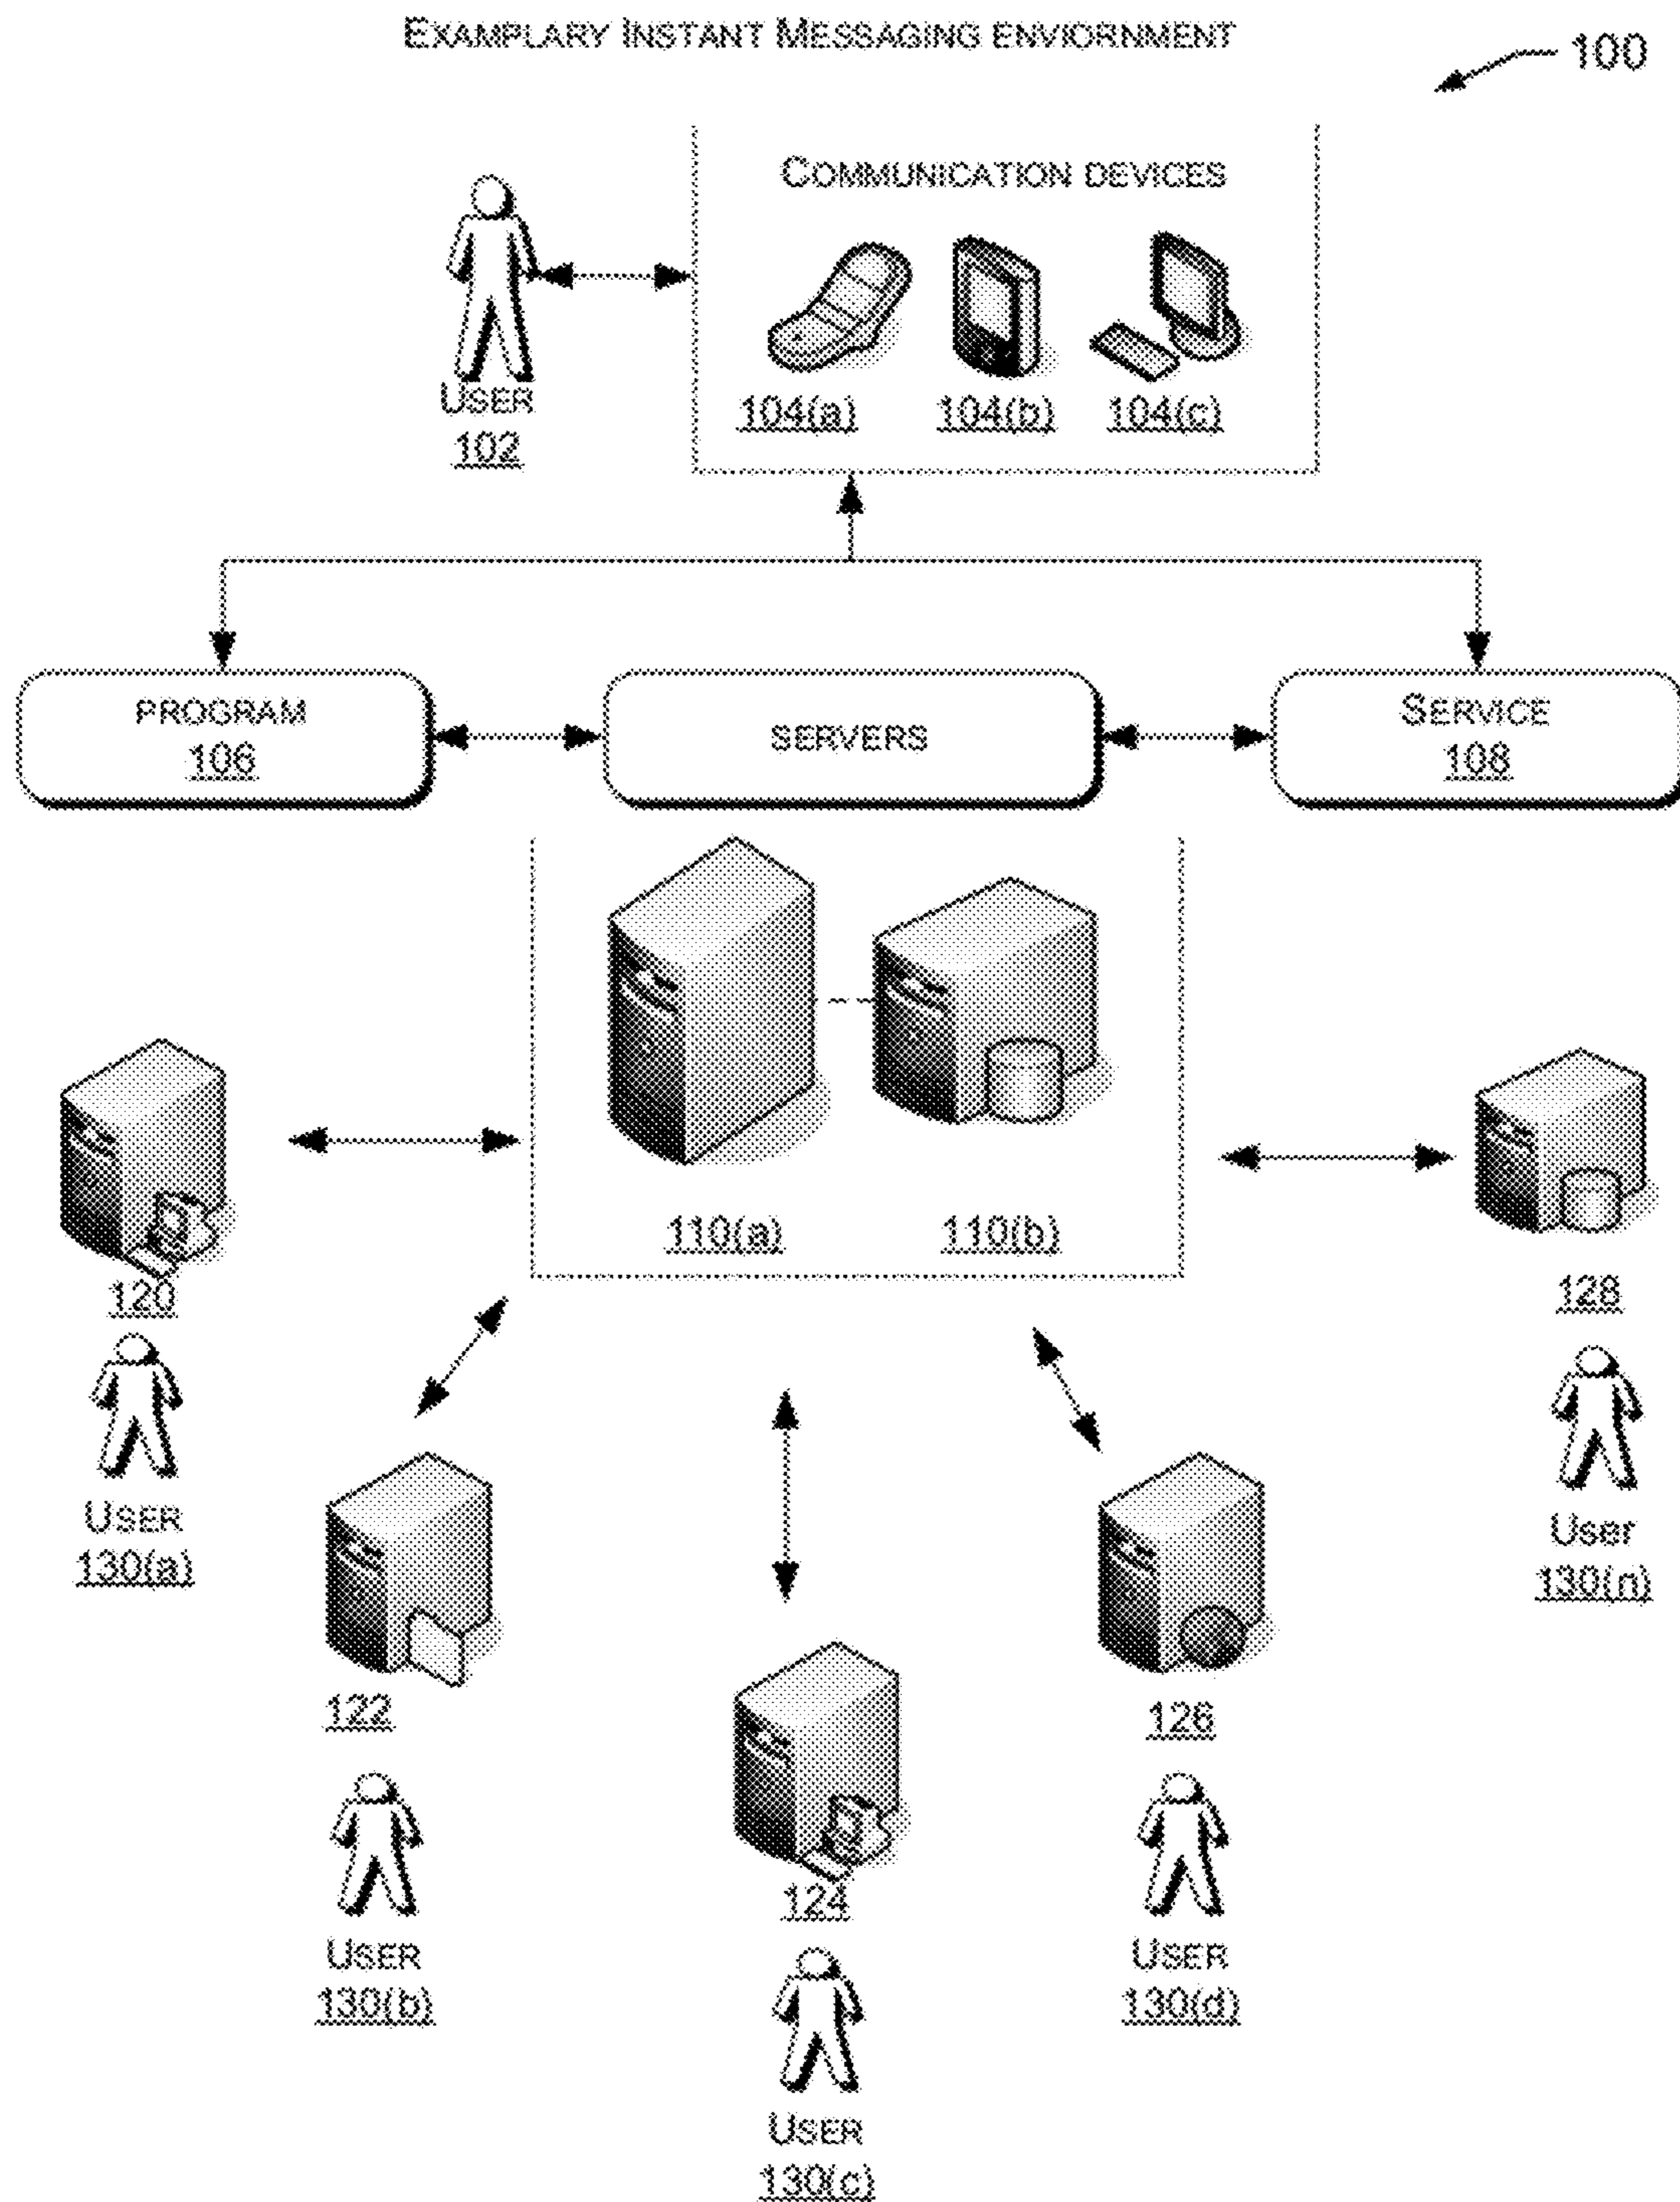 EXAMPLARY INSTANT MESSAGING ENVIORNMENT
100
COMMUNICATION DEVICES
104(a) 104(b) 104(c)
USER
102
PROGRAM
106
SERVERS
SERVICE
108
110(a) 110(b)
120
USER
130(a)
128
User
130(n)
122
USER
130(b)
124
USER
130(c)
126
USER
130(d)